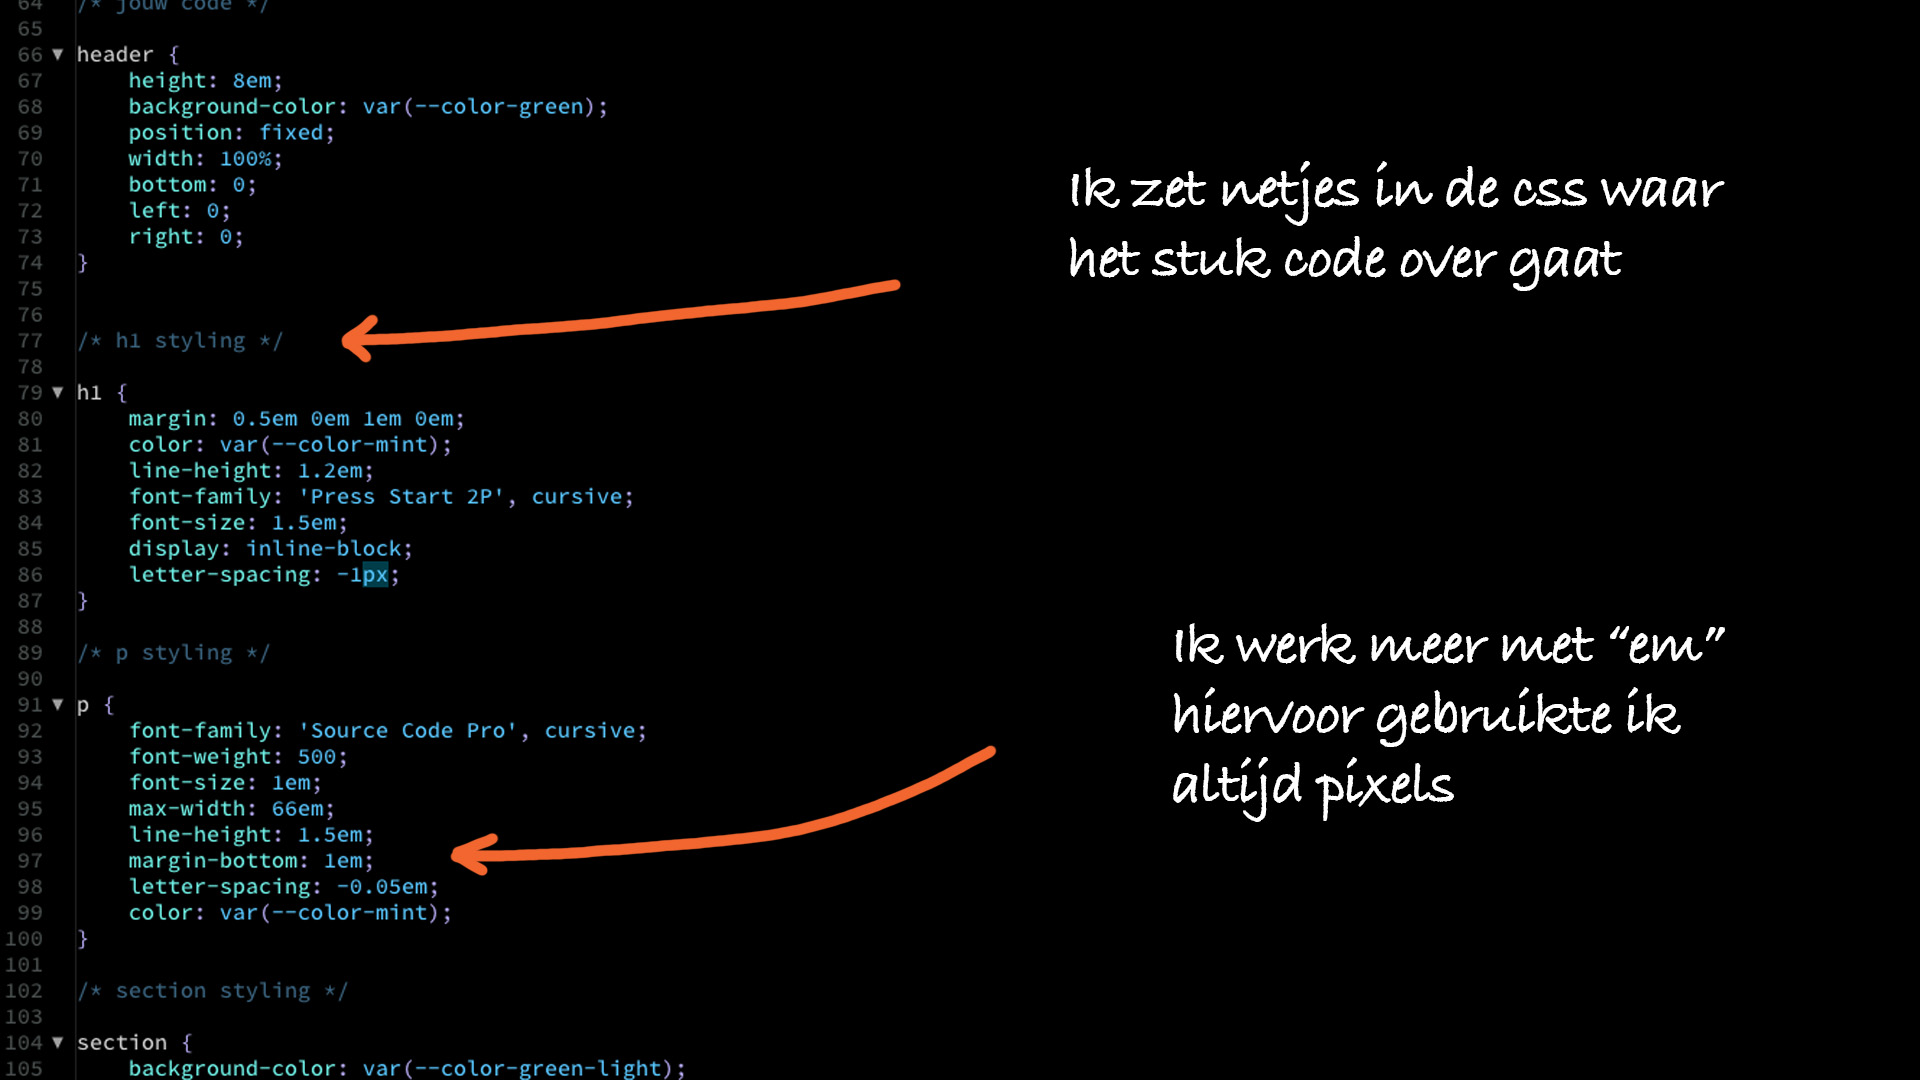 64 /* jouw code */
65
66 ▼ header {
67 height: 8em;
68 background-color: var(--color-green);
69 position: fixed;
70 width: 100%;
71 bottom: 0;
72 left: 0;
73 right: 0;
74 }
75
76
77 /* h1 styling */
78
79 ▼ h1 {
80 margin: 0.5em 0em 1em 0em;
81 color: var(--color-mint);
82 line-height: 1.2em;
83 font-family: 'Press Start 2P', cursive;
84 font-size: 1.5em;
85 display: inline-block;
86 letter-spacing: -1px;
87 }
88
89 /* p styling */
90
91 ▼ p {
92 font-family: 'Source Code Pro', cursive;
93 font-weight: 500;
94 font-size: 1em;
95 max-width: 66em;
96 line-height: 1.5em;
97 margin-bottom: 1em;
98 letter-spacing: -0.05em;
99 color: var(--color-mint);
100 }
101
102 /* section styling */
103
104 ▼ section {
105 background-color: var(--color-green-light);
Ik zet netjes in de css waar
het stuk code over gaat
Ik werk meer met “em”
hiervoor gebruikte ik
altijd pixels